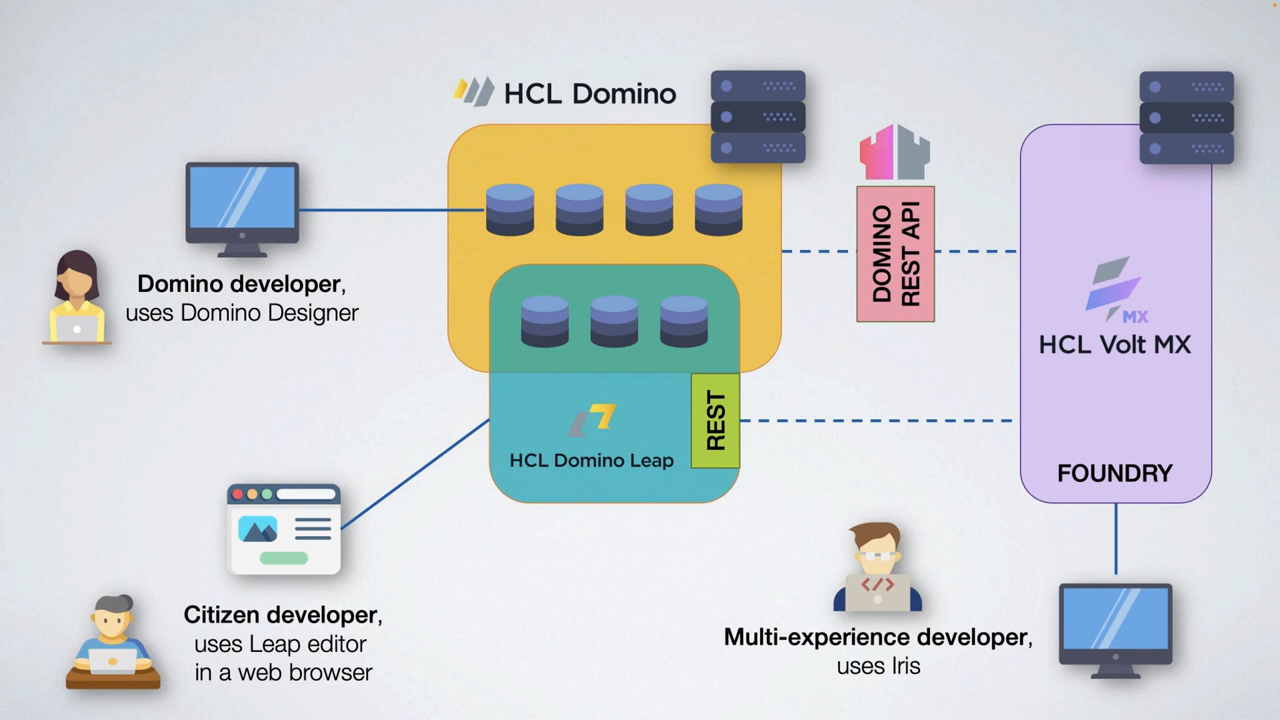 HCL Domino
Domino developer,
uses Domino Designer
DOMINO
REST API
MX
HCL Volt MX
REST
HCL Domino Leap
FOUNDRY
Citizen developer,
uses Leap editor
in a web browser
Multi-experience developer,
uses Iris